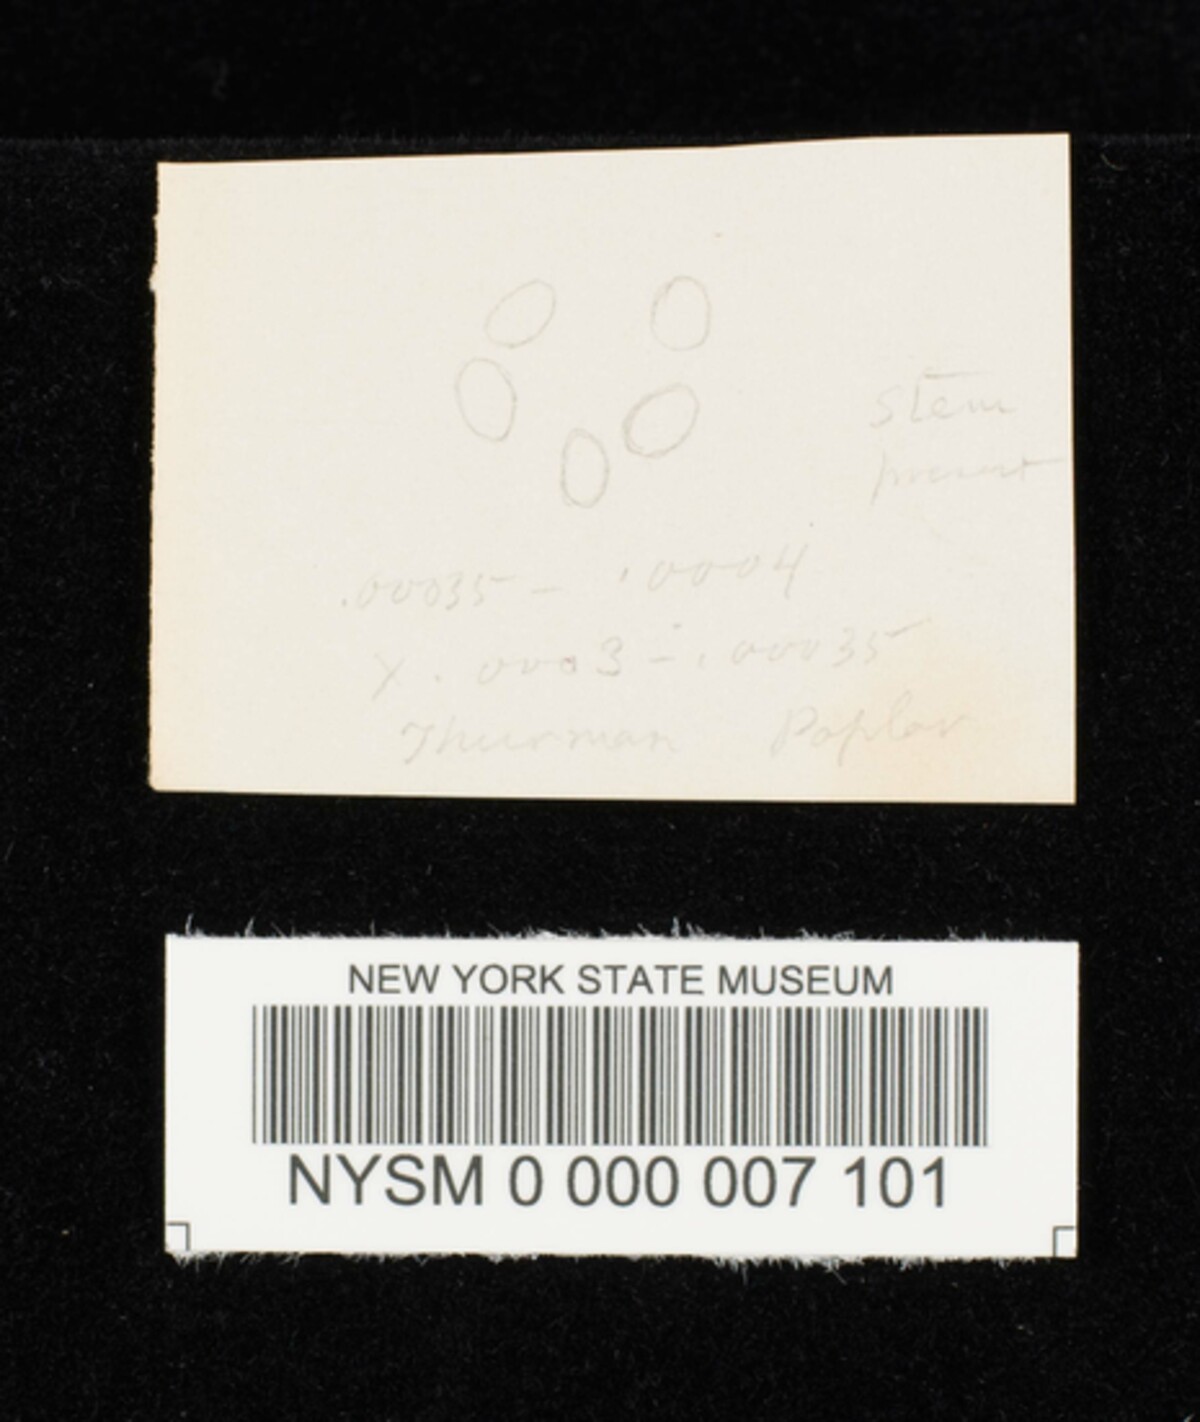 Stem
present
.00035 - .0004
X .0003 - .00035
Thurman Poplar
NEW YORK STATE MUSEUM
NYSM 0 000 007 101